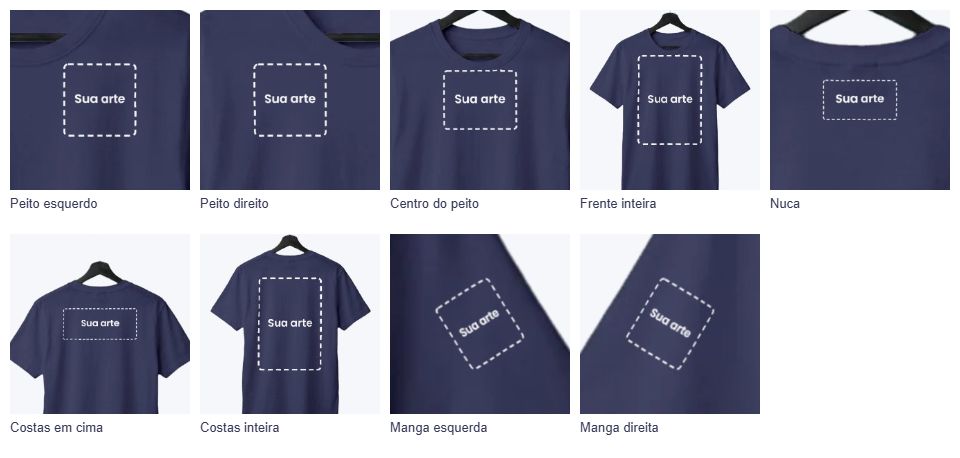 Sua arte
Sua arte
Sua arte
Sua arte
Sua arte
Peito esquerdo
Peito direito
Centro do peito
Frente inteira
Nuca
Sua arte
Sua arte
Sua arte
Sua arte
Costas em cima
Costas inteira
Manga esquerda
Manga direita